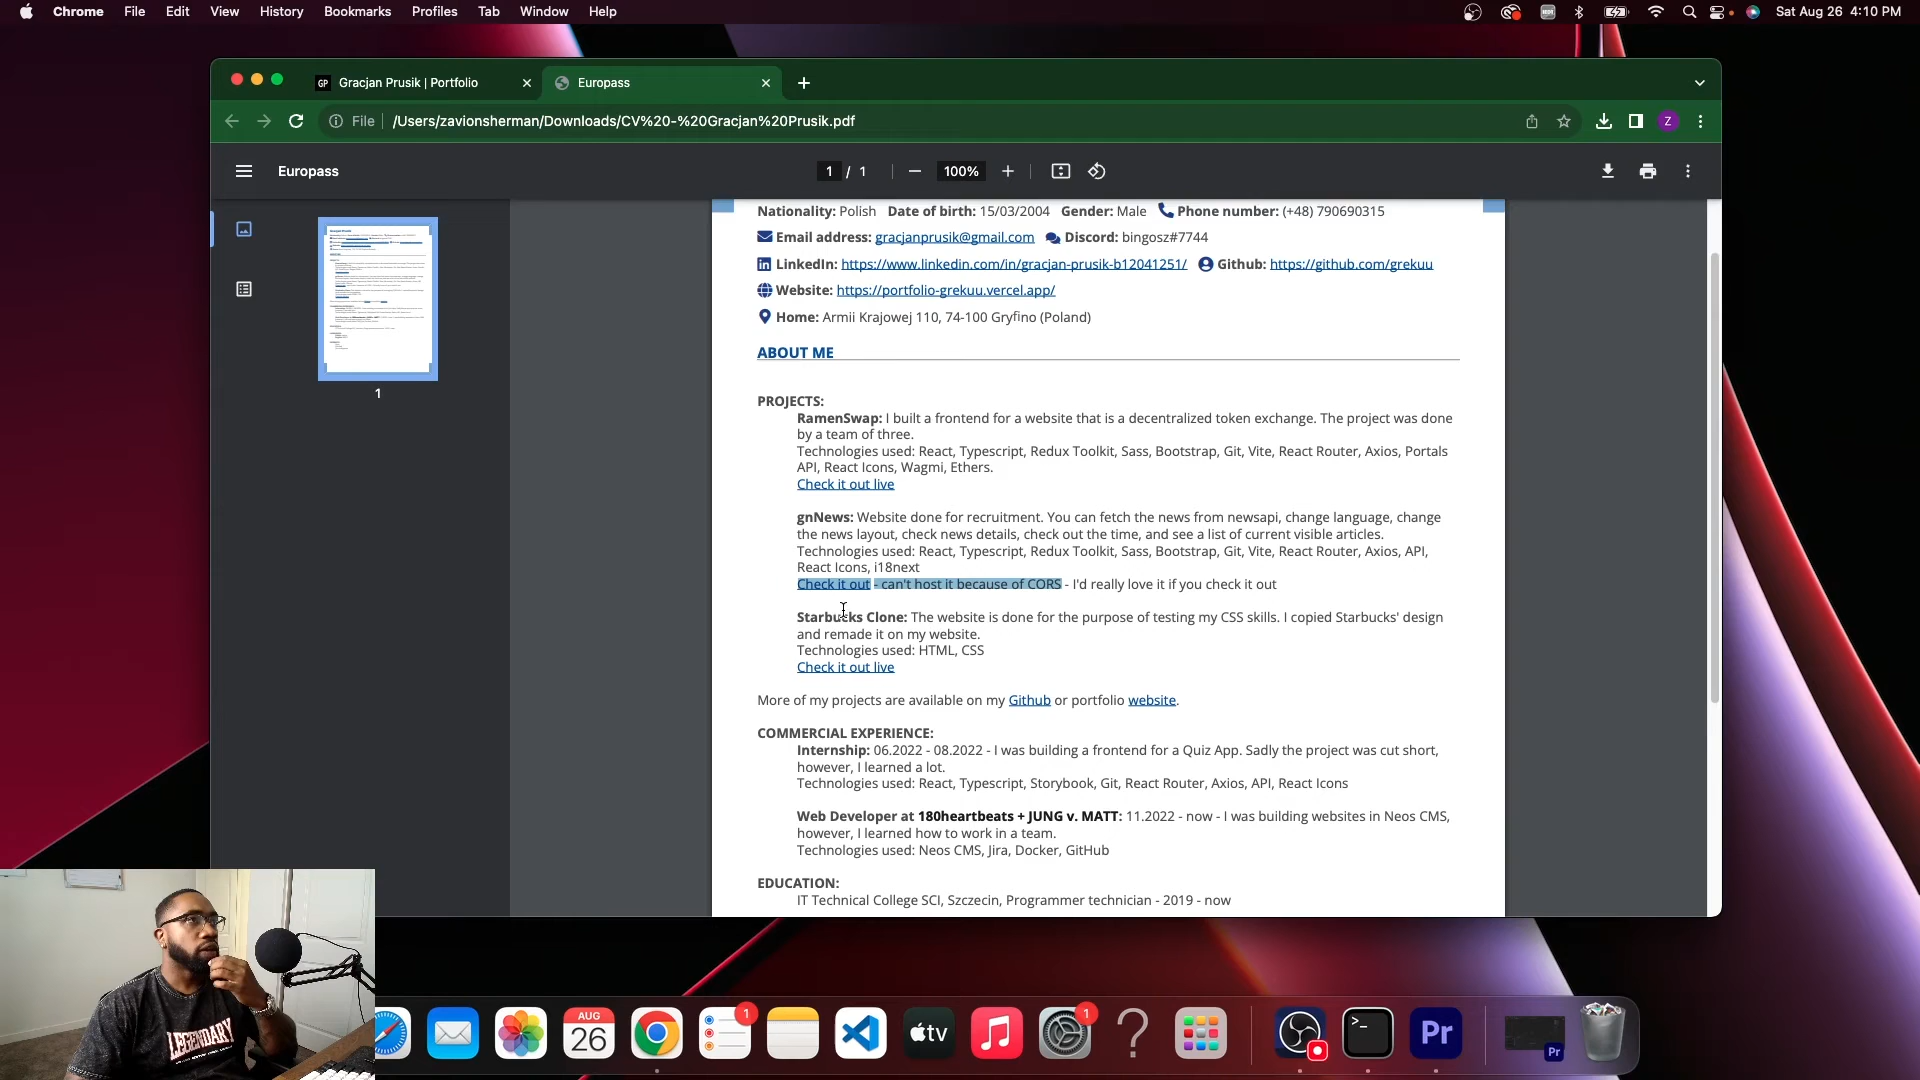 Chrome File Edit View History Bookmarks Profiles Tab Window Help Sat Aug 26 4:10 PM
GP Gracjan Prusik | Portfolio Europass
File /Users/zavionsherman/Downloads/CV%20-%20Gracjan%20Prusik.pdf Z
Europass 1 / 1 100%
1
Nationality: Polish Date of birth: 15/03/2004 Gender: Male Phone number: (+48) 790690315
Email address: gracjanprusik@gmail.com Discord: bingosz#7744
LinkedIn: https://www.linkedin.com/in/gracjan-prusik-b12041251/ Github: https://github.com/grekuu
Website: https://portfolio-grekuu.vercel.app/
Home: Armii Krajowej 110, 74-100 Gryfino (Poland)
ABOUT ME
PROJECTS:
RamenSwap: I built a frontend for a website that is a decentralized token exchange. The project was done
by a team of three.
Technologies used: React, Typescript, Redux Toolkit, Sass, Bootstrap, Git, Vite, React Router, Axios, Portals
API, React Icons, Wagmi, Ethers.
Check it out live
gnNews: Website done for recruitment. You can fetch the news from newsapi, change language, change
the news layout, check news details, check out the time, and see a list of current visible articles.
Technologies used: React, Typescript, Redux Toolkit, Sass, Bootstrap, Git, Vite, React Router, Axios, API,
React Icons, i18next
Check it out - can't host it because of CORS - I'd really love it if you check it out
Starbucks Clone: The website is done for the purpose of testing my CSS skills. I copied Starbucks' design
and remade it on my website.
Technologies used: HTML, CSS
Check it out live
More of my projects are available on my Github or portfolio website.
COMMERCIAL EXPERIENCE:
Internship: 06.2022 - 08.2022 - I was building a frontend for a Quiz App. Sadly the project was cut short,
however, I learned a lot.
Technologies used: React, Typescript, Storybook, Git, React Router, Axios, API, React Icons
Web Developer at 180heartbeats + JUNG v. MATT: 11.2022 - now - I was building websites in Neos CMS,
however, I learned how to work in a team.
Technologies used: Neos CMS, Jira, Docker, GitHub
EDUCATION:
IT Technical College SCI, Szczecin, Programmer technician - 2019 - now
LEGENDARY
AUG
26
1
tv
1
?
>_
Pr
Pr